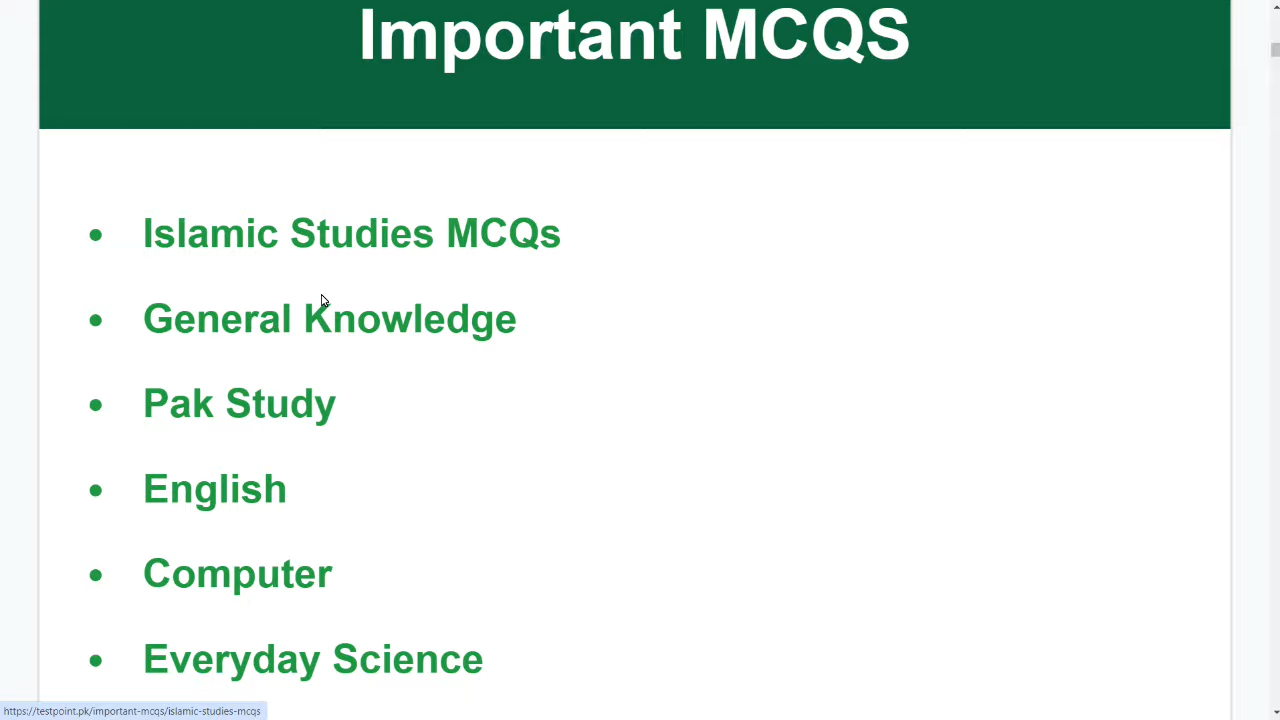 Important MCQS
Islamic Studies MCQs
General Knowledge
Pak Study
English
Computer
Everyday Science
https://testpoint.pk/important-mcqs/islamic-studies-mcqs